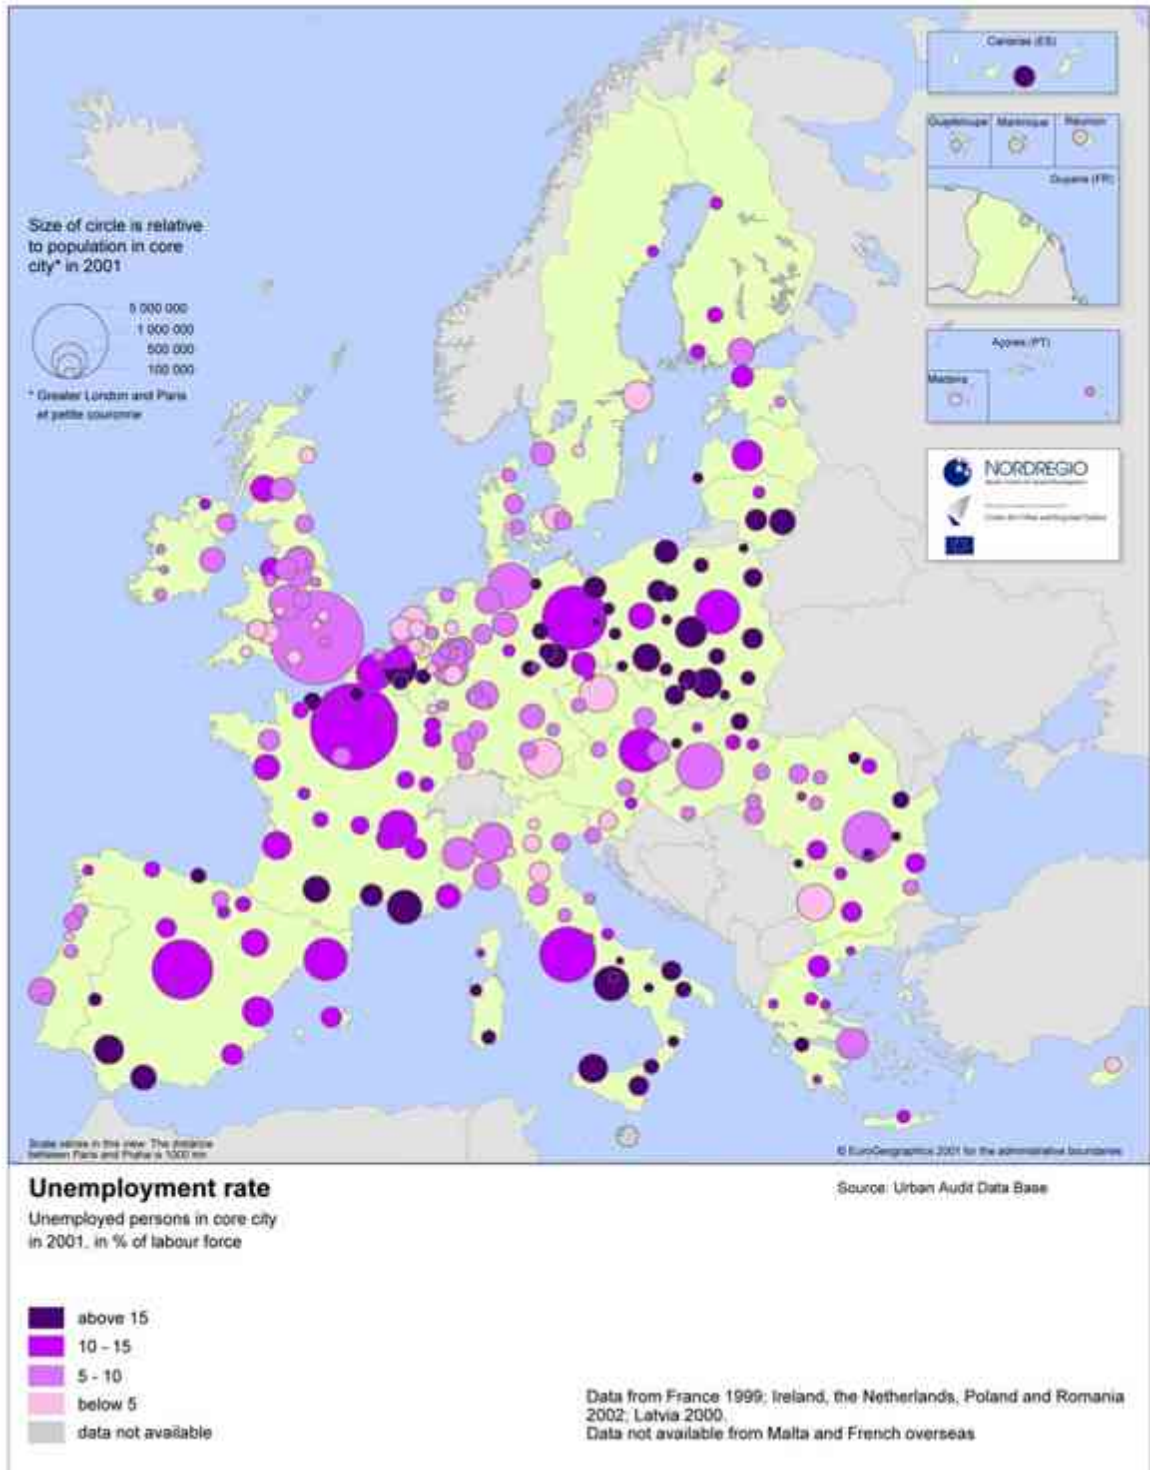 Canarias (ES)
Guadeloupe Martinique Réunion
Guyane (FR)
Size of circle is relative
to population in core
city* in 2001
5 000 000
1 000 000
500 000
100 000
* Greater London and Paris
et petite couronne
Açores (PT)
Madeira
NORDREGIO
Scale varies in this view. The distance
between Paris and Praha is 1000 km
© EuroGeographics 2001 for the administrative boundaries
Unemployment rate
Source: Urban Audit Data Base
Unemployed persons in core city
in 2001, in % of labour force
above 15
10 - 15
5 - 10
below 5
data not available
Data from France 1999; Ireland, the Netherlands, Poland and Romania
2002; Latvia 2000.
Data not available from Malta and French overseas